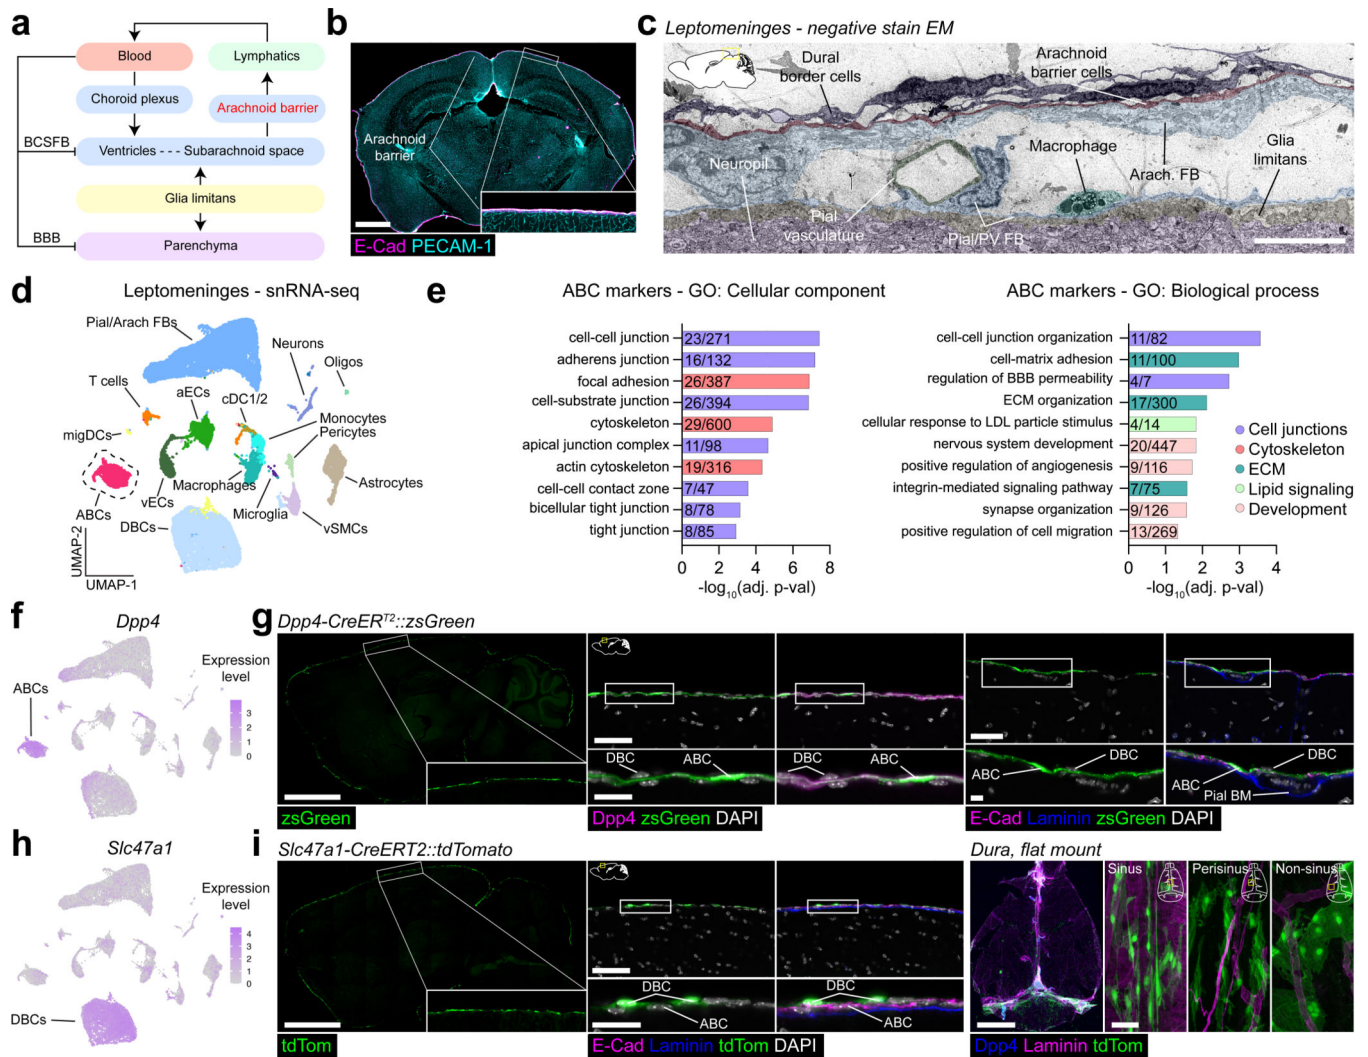 a
Blood
Lymphatics
Choroid plexus
Arachnoid barrier
BCSFB
Ventricles --- Subarachnoid space
Glia limitans
BBB
Parenchyma
b
Arachnoid
barrier
E-Cad PECAM-1
c
Leptomeninges - negative stain EM
Dural
border cells
Arachnoid
barrier cells
Neuropil
Macrophage
Glia
limitans
Arach. FB
Pial
vasculature
Pial/PV FB
d
Leptomeninges - snRNA-seq
Pial/Arach FBs
Neurons
Oligos
T cells
aECs
cDC1/2
Monocytes
Pericytes
migDCs
Macrophages
Astrocytes
ABCs
vECs
Microglia
vSMCs
DBCs
UMAP-2
UMAP-1
e
ABC markers - GO: Cellular component
cell-cell junction 23/271
adherens junction 16/132
focal adhesion 26/387
cell-substrate junction 26/394
cytoskeleton 29/600
apical junction complex 11/98
actin cytoskeleton 19/316
cell-cell contact zone 7/47
bicellular tight junction 8/78
tight junction 8/85
0 2 4 6 8
-log10(adj. p-val)
ABC markers - GO: Biological process
cell-cell junction organization 11/82
cell-matrix adhesion 11/100
regulation of BBB permeability 4/7
ECM organization 17/300
cellular response to LDL particle stimulus 4/14
nervous system development 20/447
positive regulation of angiogenesis 9/116
integrin-mediated signaling pathway 7/75
synapse organization 9/126
positive regulation of cell migration 13/269
0 1 2 3 4
-log10(adj. p-val)
Cell junctions
Cytoskeleton
ECM
Lipid signaling
Development
f
Dpp4
Expression
level
3
2
1
0
ABCs
g
Dpp4-CreERT2::zsGreen
zsGreen
DBC
ABC
DBC
ABC
Dpp4 zsGreen DAPI
ABC
DBC
DBC
ABC
Pial BM
E-Cad Laminin zsGreen DAPI
h
Slc47a1
Expression
level
4
3
2
1
0
DBCs
i
Slc47a1-CreERT2::tdTomato
tdTom
DBC
ABC
DBC
ABC
E-Cad Laminin tdTom DAPI
Dura, flat mount
Sinus
Perisinus
Non-sinus
Dpp4 Laminin tdTom